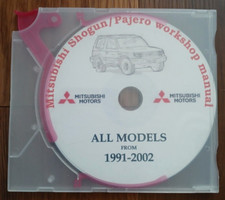 Mitsubishi Shogun/Pajero workshop manual
MITSUBISHI
MOTORS
MITSUBISHI
MOTORS
ALL MODELS
FROM
1991-2002